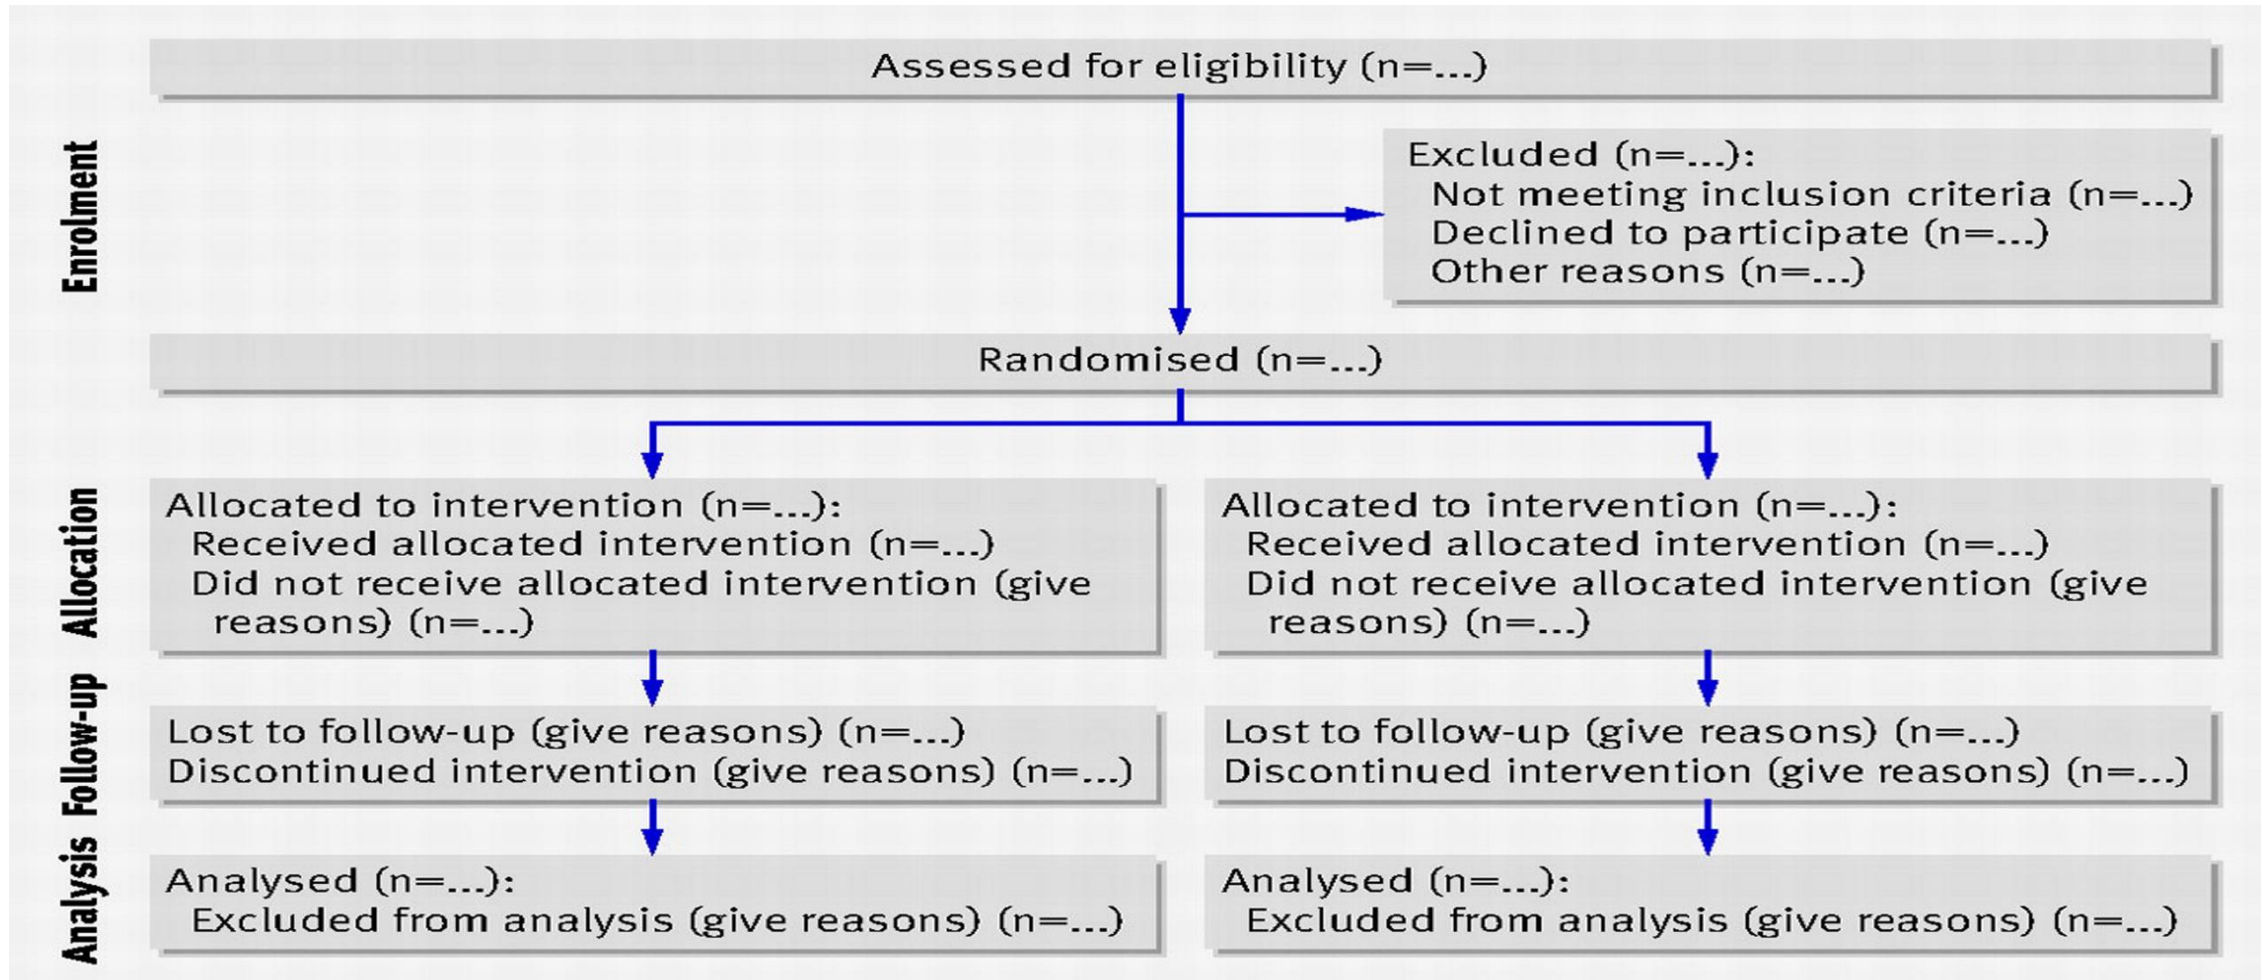 Assessed for eligibility (n=...)
Enrolment
Excluded (n=...):
Not meeting inclusion criteria (n=...)
Declined to participate (n=...)
Other reasons (n=...)
Randomised (n=...)
Allocation
Allocated to intervention (n=...):
Received allocated intervention (n=...)
Did not receive allocated intervention (give
reasons) (n=...)
Allocated to intervention (n=...):
Received allocated intervention (n=...)
Did not receive allocated intervention (give
reasons) (n=...)
Follow-up
Lost to follow-up (give reasons) (n=...)
Discontinued intervention (give reasons) (n=...)
Lost to follow-up (give reasons) (n=...)
Discontinued intervention (give reasons) (n=...)
Analysis
Analysed (n=...):
Excluded from analysis (give reasons) (n=...)
Analysed (n=...):
Excluded from analysis (give reasons) (n=...)